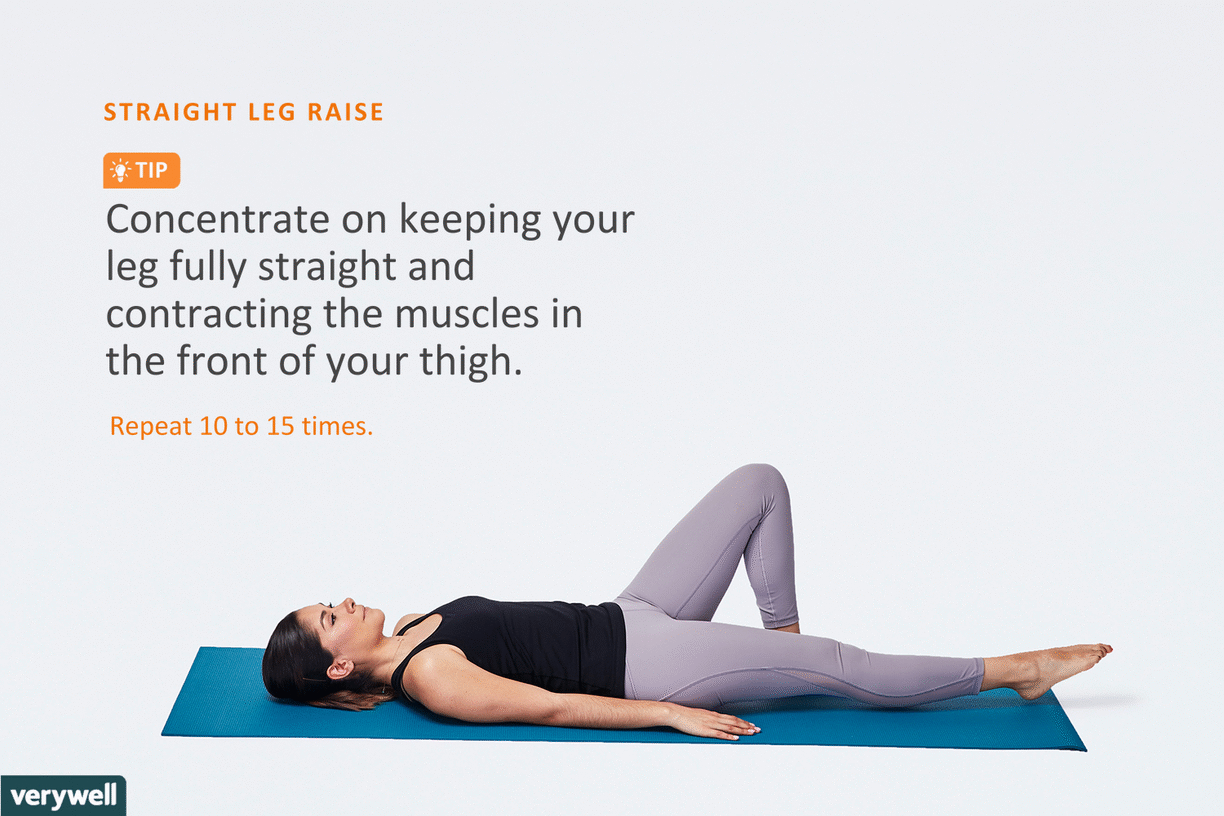 STRAIGHT LEG RAISE
TIP
Concentrate on keeping your
leg fully straight and
contracting the muscles in
the front of your thigh.
Repeat 10 to 15 times.
verywell